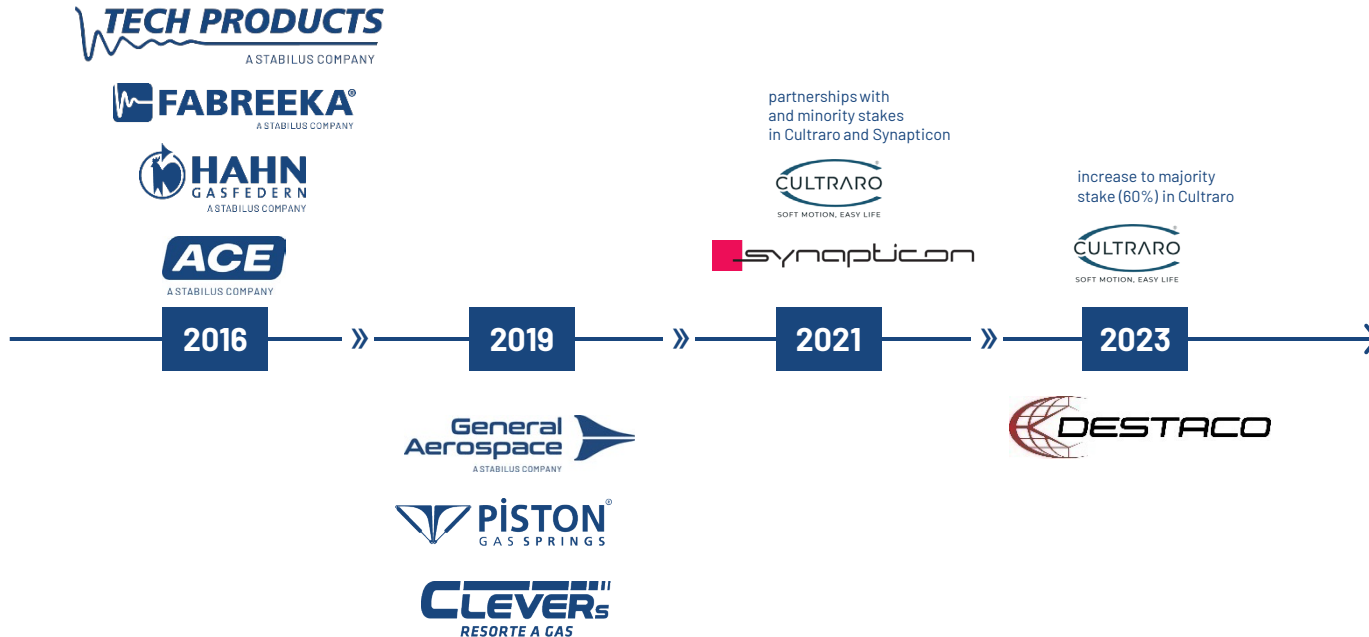 TECH PRODUCTS
A STABILUS COMPANY
FABREEKA®
A STABILUS COMPANY
HAHN
GASFEDERN
A STABILUS COMPANY
ACE
A STABILUS COMPANY
partnerships with
and minority stakes
in Cultraro and Synapticon
CULTRARO
SOFT MOTION, EASY LIFE
synapticon
increase to majority
stake (60%) in Cultraro
CULTRARO
SOFT MOTION, EASY LIFE
2016 » 2019 » 2021 » 2023
General
Aerospace
A STABILUS COMPANY
PİSTON®
GAS SPRINGS
CLEVERs
RESORTE A GAS
DESTACO